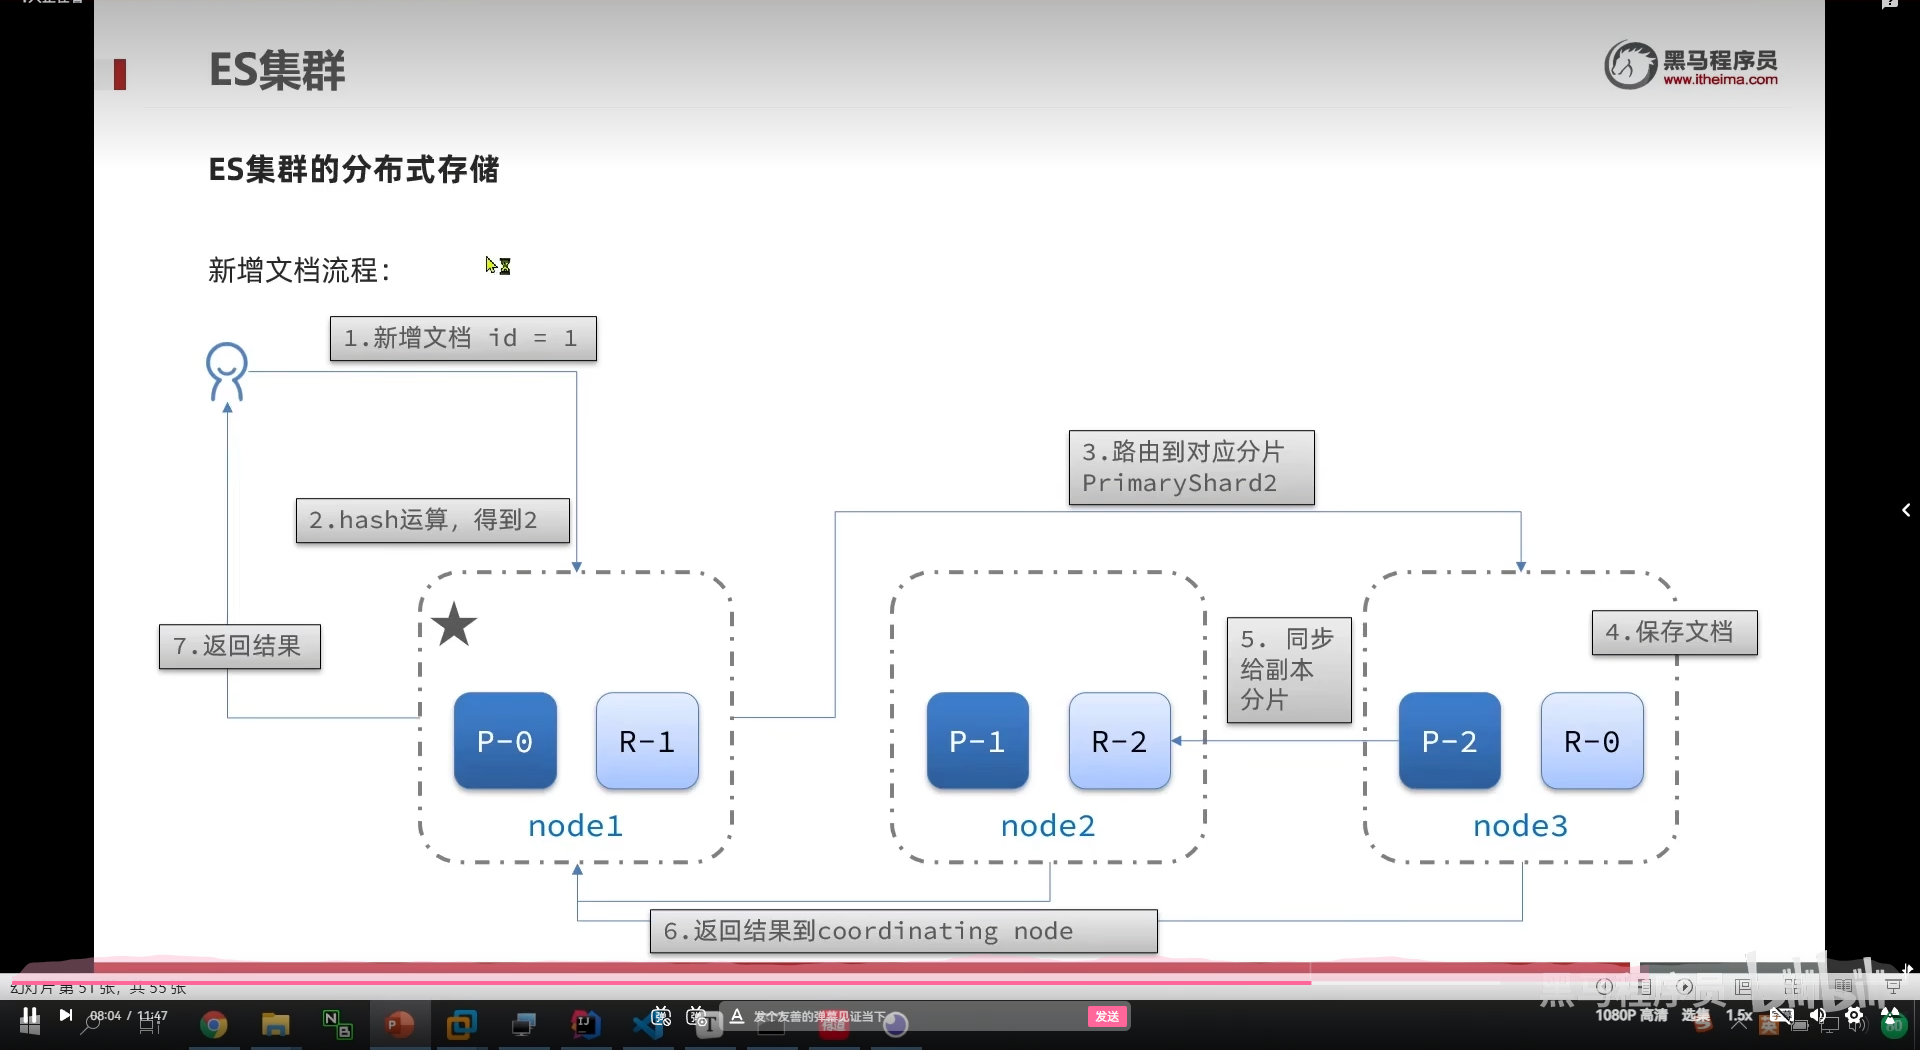 ES集群
黑马程序员
www.itheima.com
ES集群的分布式存储
新增文档流程：
1.新增文档 id = 1
3.路由到对应分片
PrimaryShard2
2.hash运算，得到2
7.返回结果
4.保存文档
5. 同步
给副本
分片
P-0
R-1
P-1
R-2
P-2
R-0
node1
node2
node3
6.返回结果到coordinating node
幻灯片 第 51 张，共 55 张
黑马程序员
bilibili
08:04 / 11:47
发个友善的弹幕见证当下
发送
1080P 高清
选集
1.5x